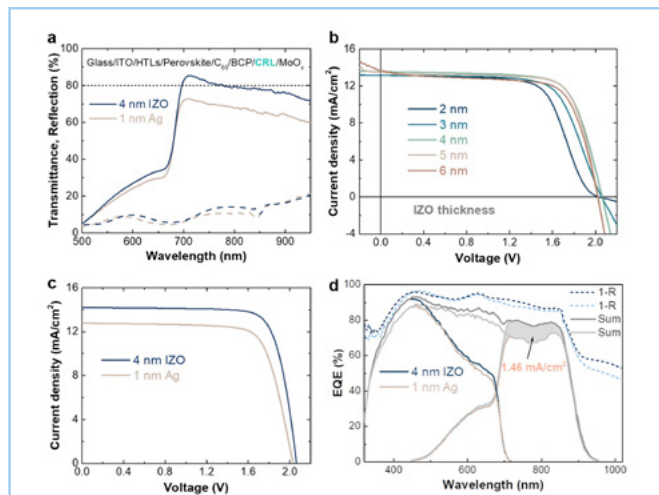 a
Glass/ITO/HTLs/Perovskite/C60/BCP/CRL/MoOx
100
80
60
40
20
0
Transmittance, Reflection (%)
4 nm IZO
1 nm Ag
500 600 700 800 900
Wavelength (nm)
b
16
12
8
4
0
-4
Current density (mA/cm²)
2 nm
3 nm
4 nm
5 nm
6 nm
IZO thickness
0.0 0.4 0.8 1.2 1.6 2.0
Voltage (V)
c
16
12
8
4
0
Current density (mA/cm²)
4 nm IZO
1 nm Ag
0.0 0.4 0.8 1.2 1.6 2.0
Voltage (V)
d
100
80
60
40
20
0
EQE (%)
1-R
1-R
Sum
Sum
1.46 mA/cm²
4 nm IZO
1 nm Ag
400 600 800 1000
Wavelength (nm)